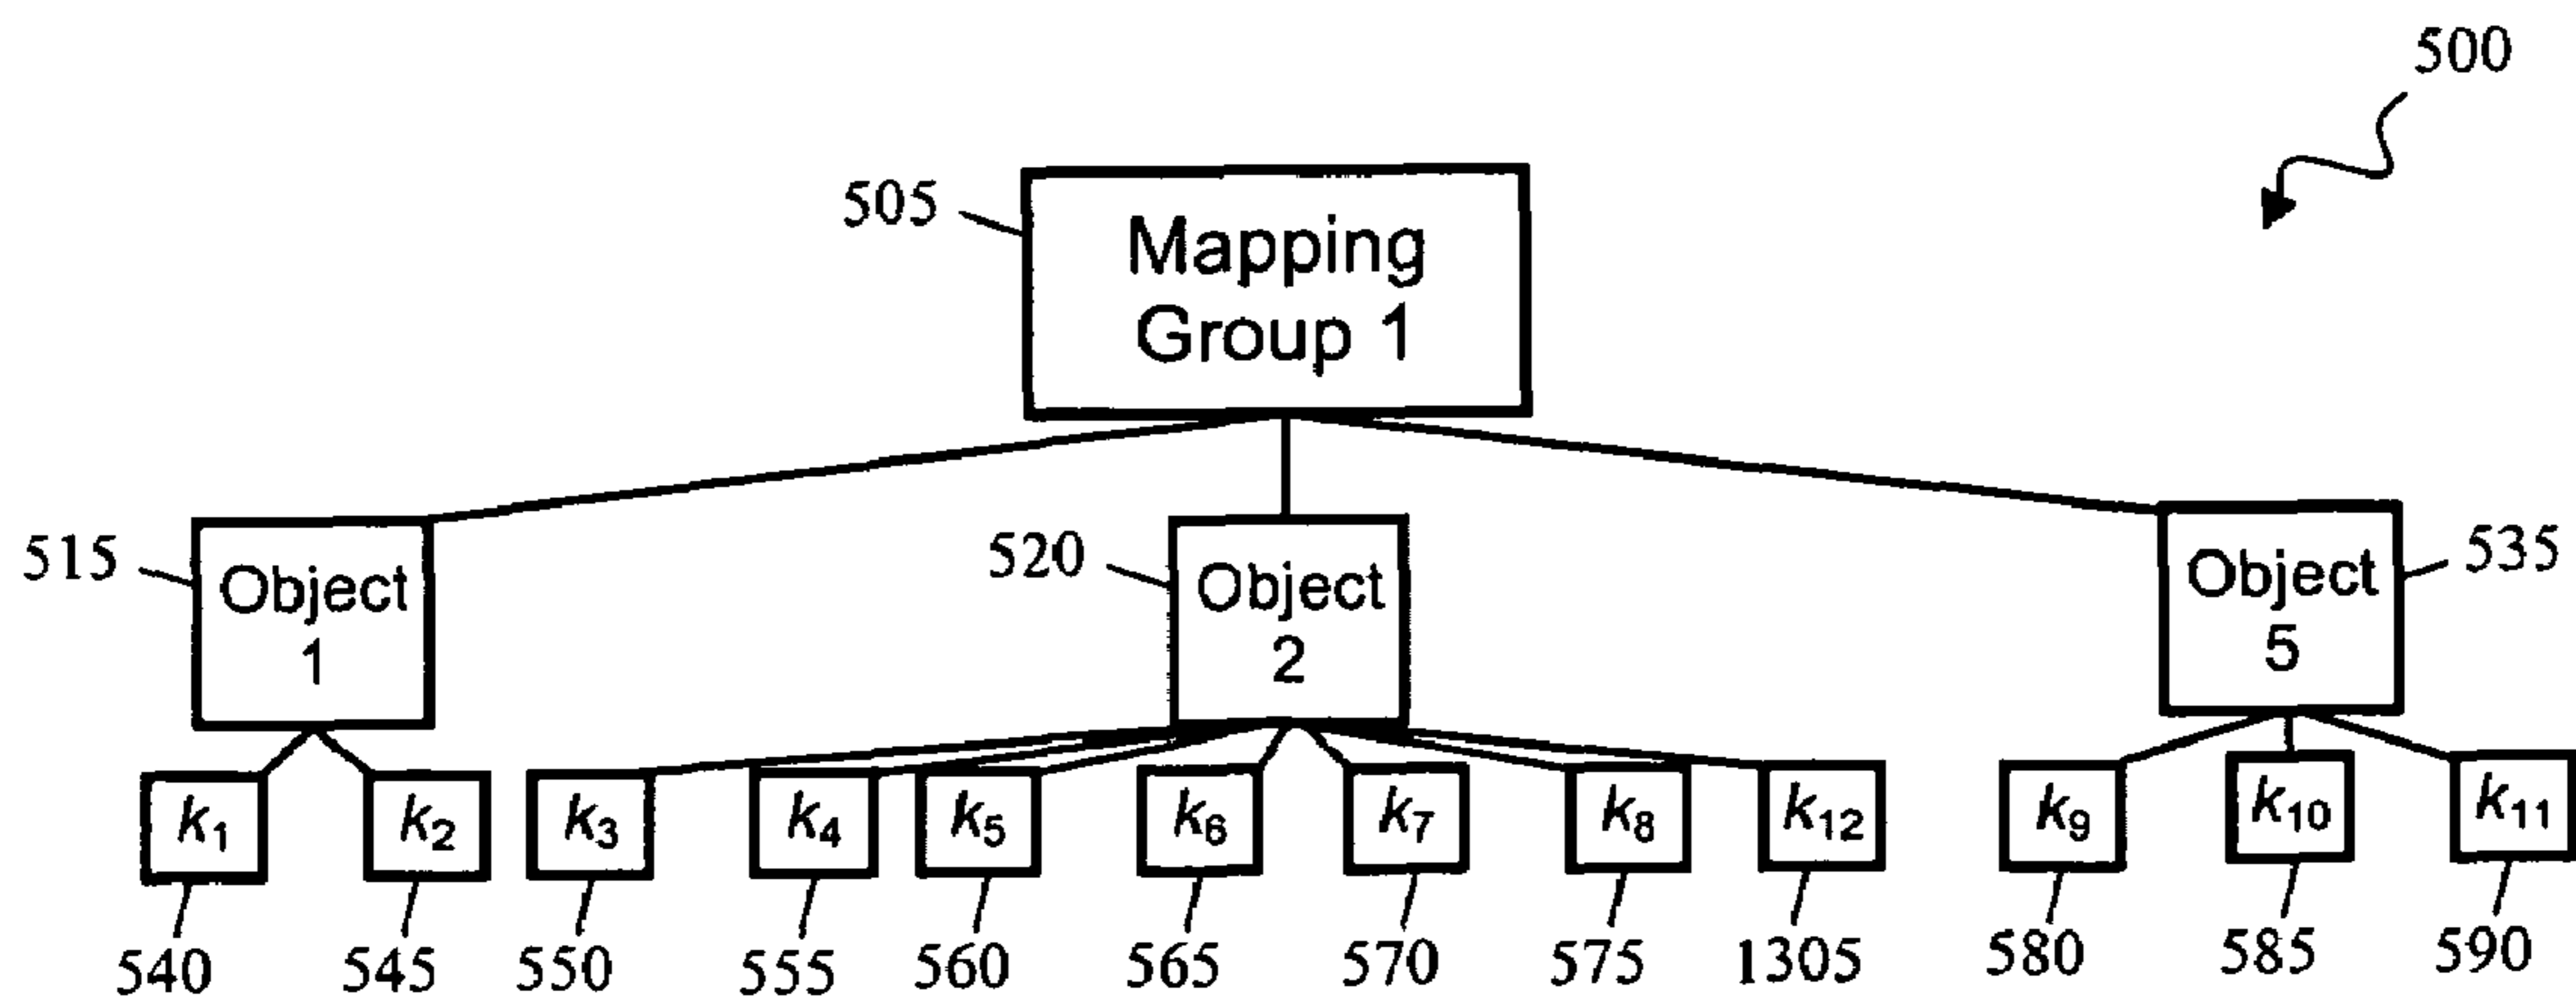 500
505
Mapping
Group 1
515
Object
1
520
Object
2
535
Object
5
k₁
k₂
k₃
k₄
k₅
k₆
k₇
k₈
k₁₂
k₉
k₁₀
k₁₁
540
545
550
555
560
565
570
575
1305
580
585
590